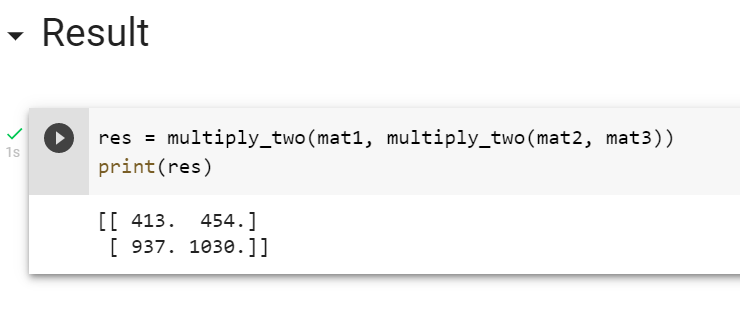 Result
1s
res = multiply_two(mat1, multiply_two(mat2, mat3))
print(res)
[[ 413.  454.]
 [ 937. 1030.]]